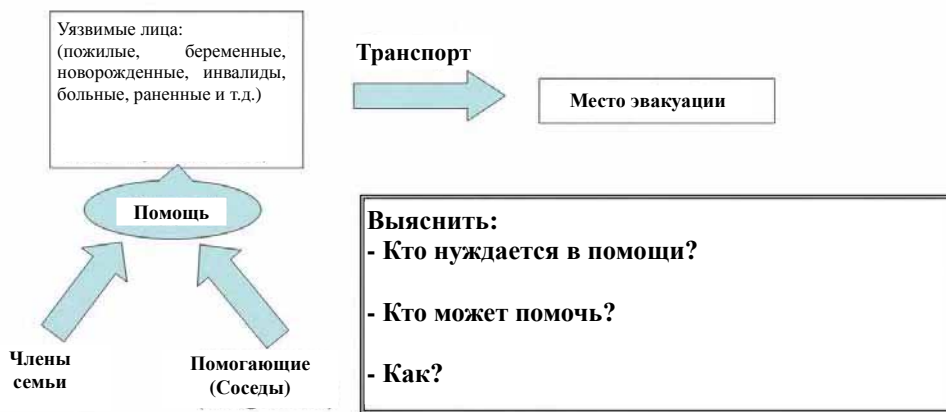 Уязвимые лица:
(пожилые, беременные,
новорожденные, инвалиды,
больные, раненные и т.д.)
Транспорт
Место эвакуации
Помощь
Выяснить:
- Кто нуждается в помощи?
- Кто может помочь?
- Как?
Члены
семьи
Помогающие
(Соседы)